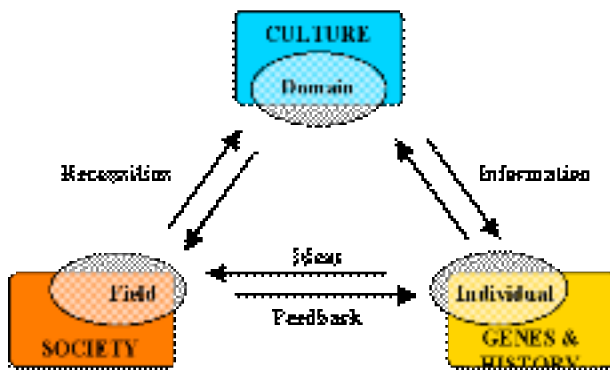 CULTURE
Domain
Recognition
Information
Ideas
Field
Individual
Feedback
SOCIETY
GENES &
HISTORY